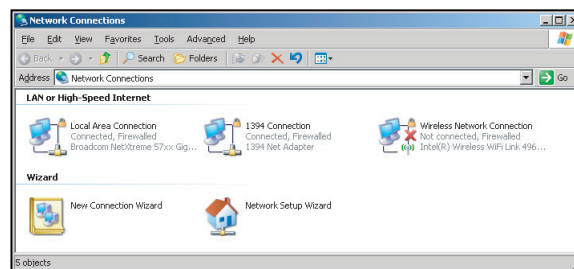 Network Connections
File Edit View Favorites Tools Advanced Help
Back Search Folders
Address Network Connections Go
LAN or High-Speed Internet
Local Area Connection
Connected, Firewalled
Broadcom NetXtreme 57xx Gig...
1394 Connection
Connected, Firewalled
1394 Net Adapter
Wireless Network Connection
Not connected, Firewalled
Intel(R) Wireless WiFi Link 496...
Wizard
New Connection Wizard
Network Setup Wizard
5 objects